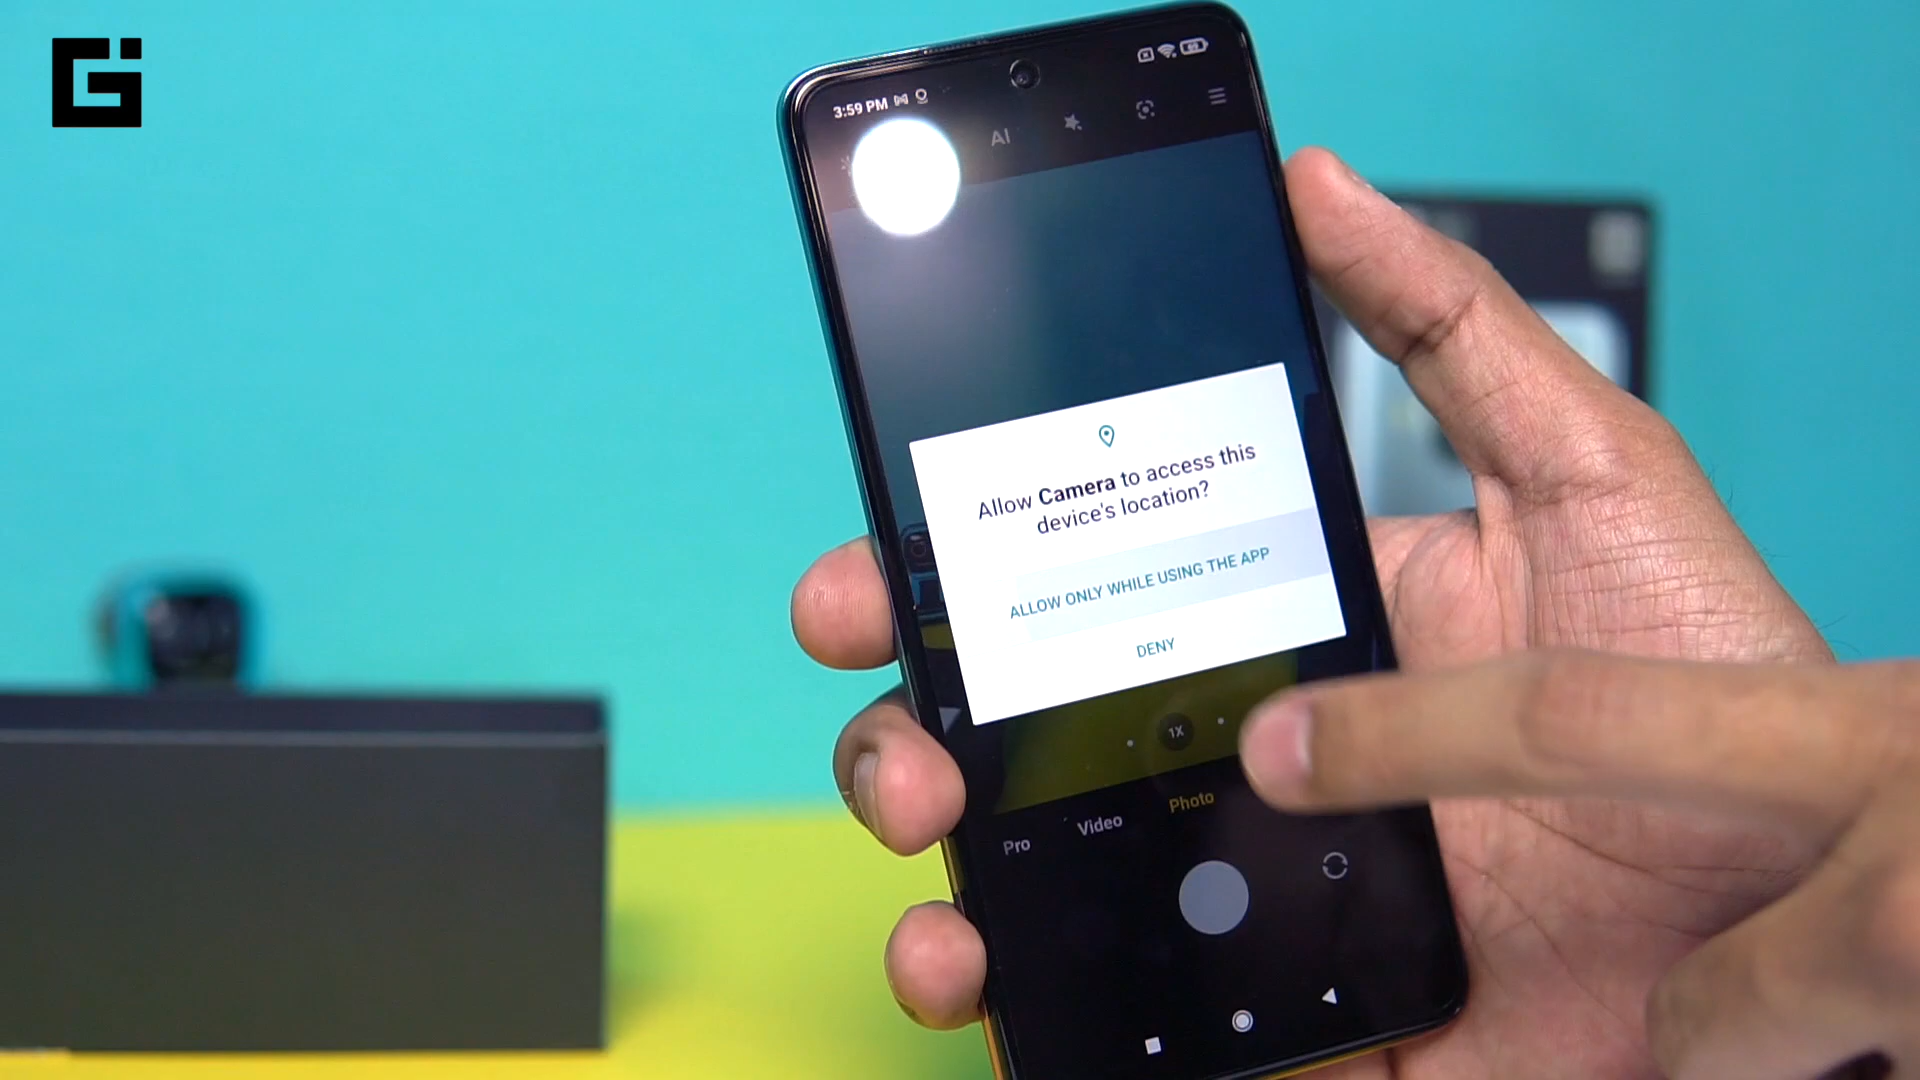 Gi
3:59 PM
AI
Allow Camera to access this
device's location?
ALLOW ONLY WHILE USING THE APP
DENY
1X
Pro
Video
Photo